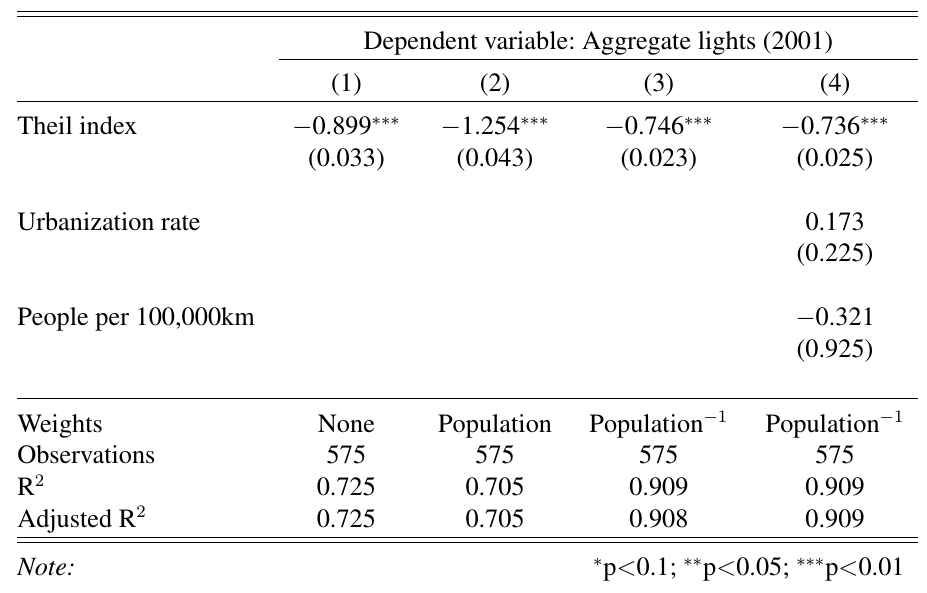 Dependent variable: Aggregate lights (2001)
(1) (2) (3) (4)
Theil index −0.899*** −1.254*** −0.746*** −0.736***
(0.033) (0.043) (0.023) (0.025)
Urbanization rate 0.173
(0.225)
People per 100,000km −0.321
(0.925)
Weights None Population Population⁻¹ Population⁻¹
Observations 575 575 575 575
R² 0.725 0.705 0.909 0.909
Adjusted R² 0.725 0.705 0.908 0.909
Note: *p<0.1; **p<0.05; ***p<0.01